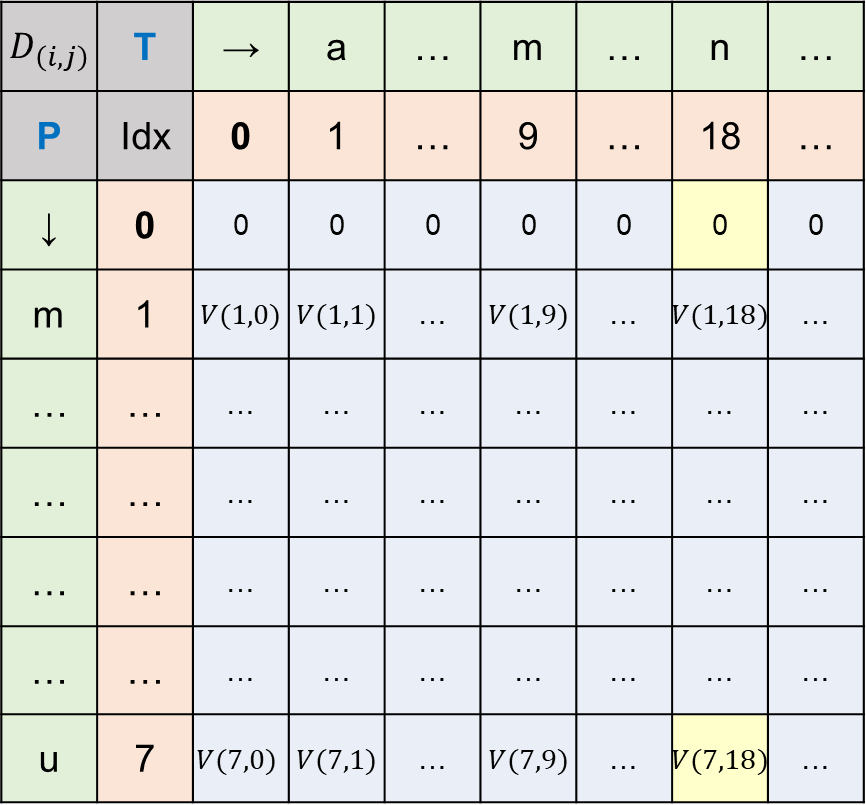 D(i,j) T → a … m … n …
P Idx 0 1 … 9 … 18 …
↓ 0 0 0 0 0 0 0 0
m 1 V(1,0) V(1,1) … V(1,9) … V(1,18) …
… … … … … … … … …
… … … … … … … … …
… … … … … … … … …
… … … … … … … … …
u 7 V(7,0) V(7,1) … V(7,9) … V(7,18) …